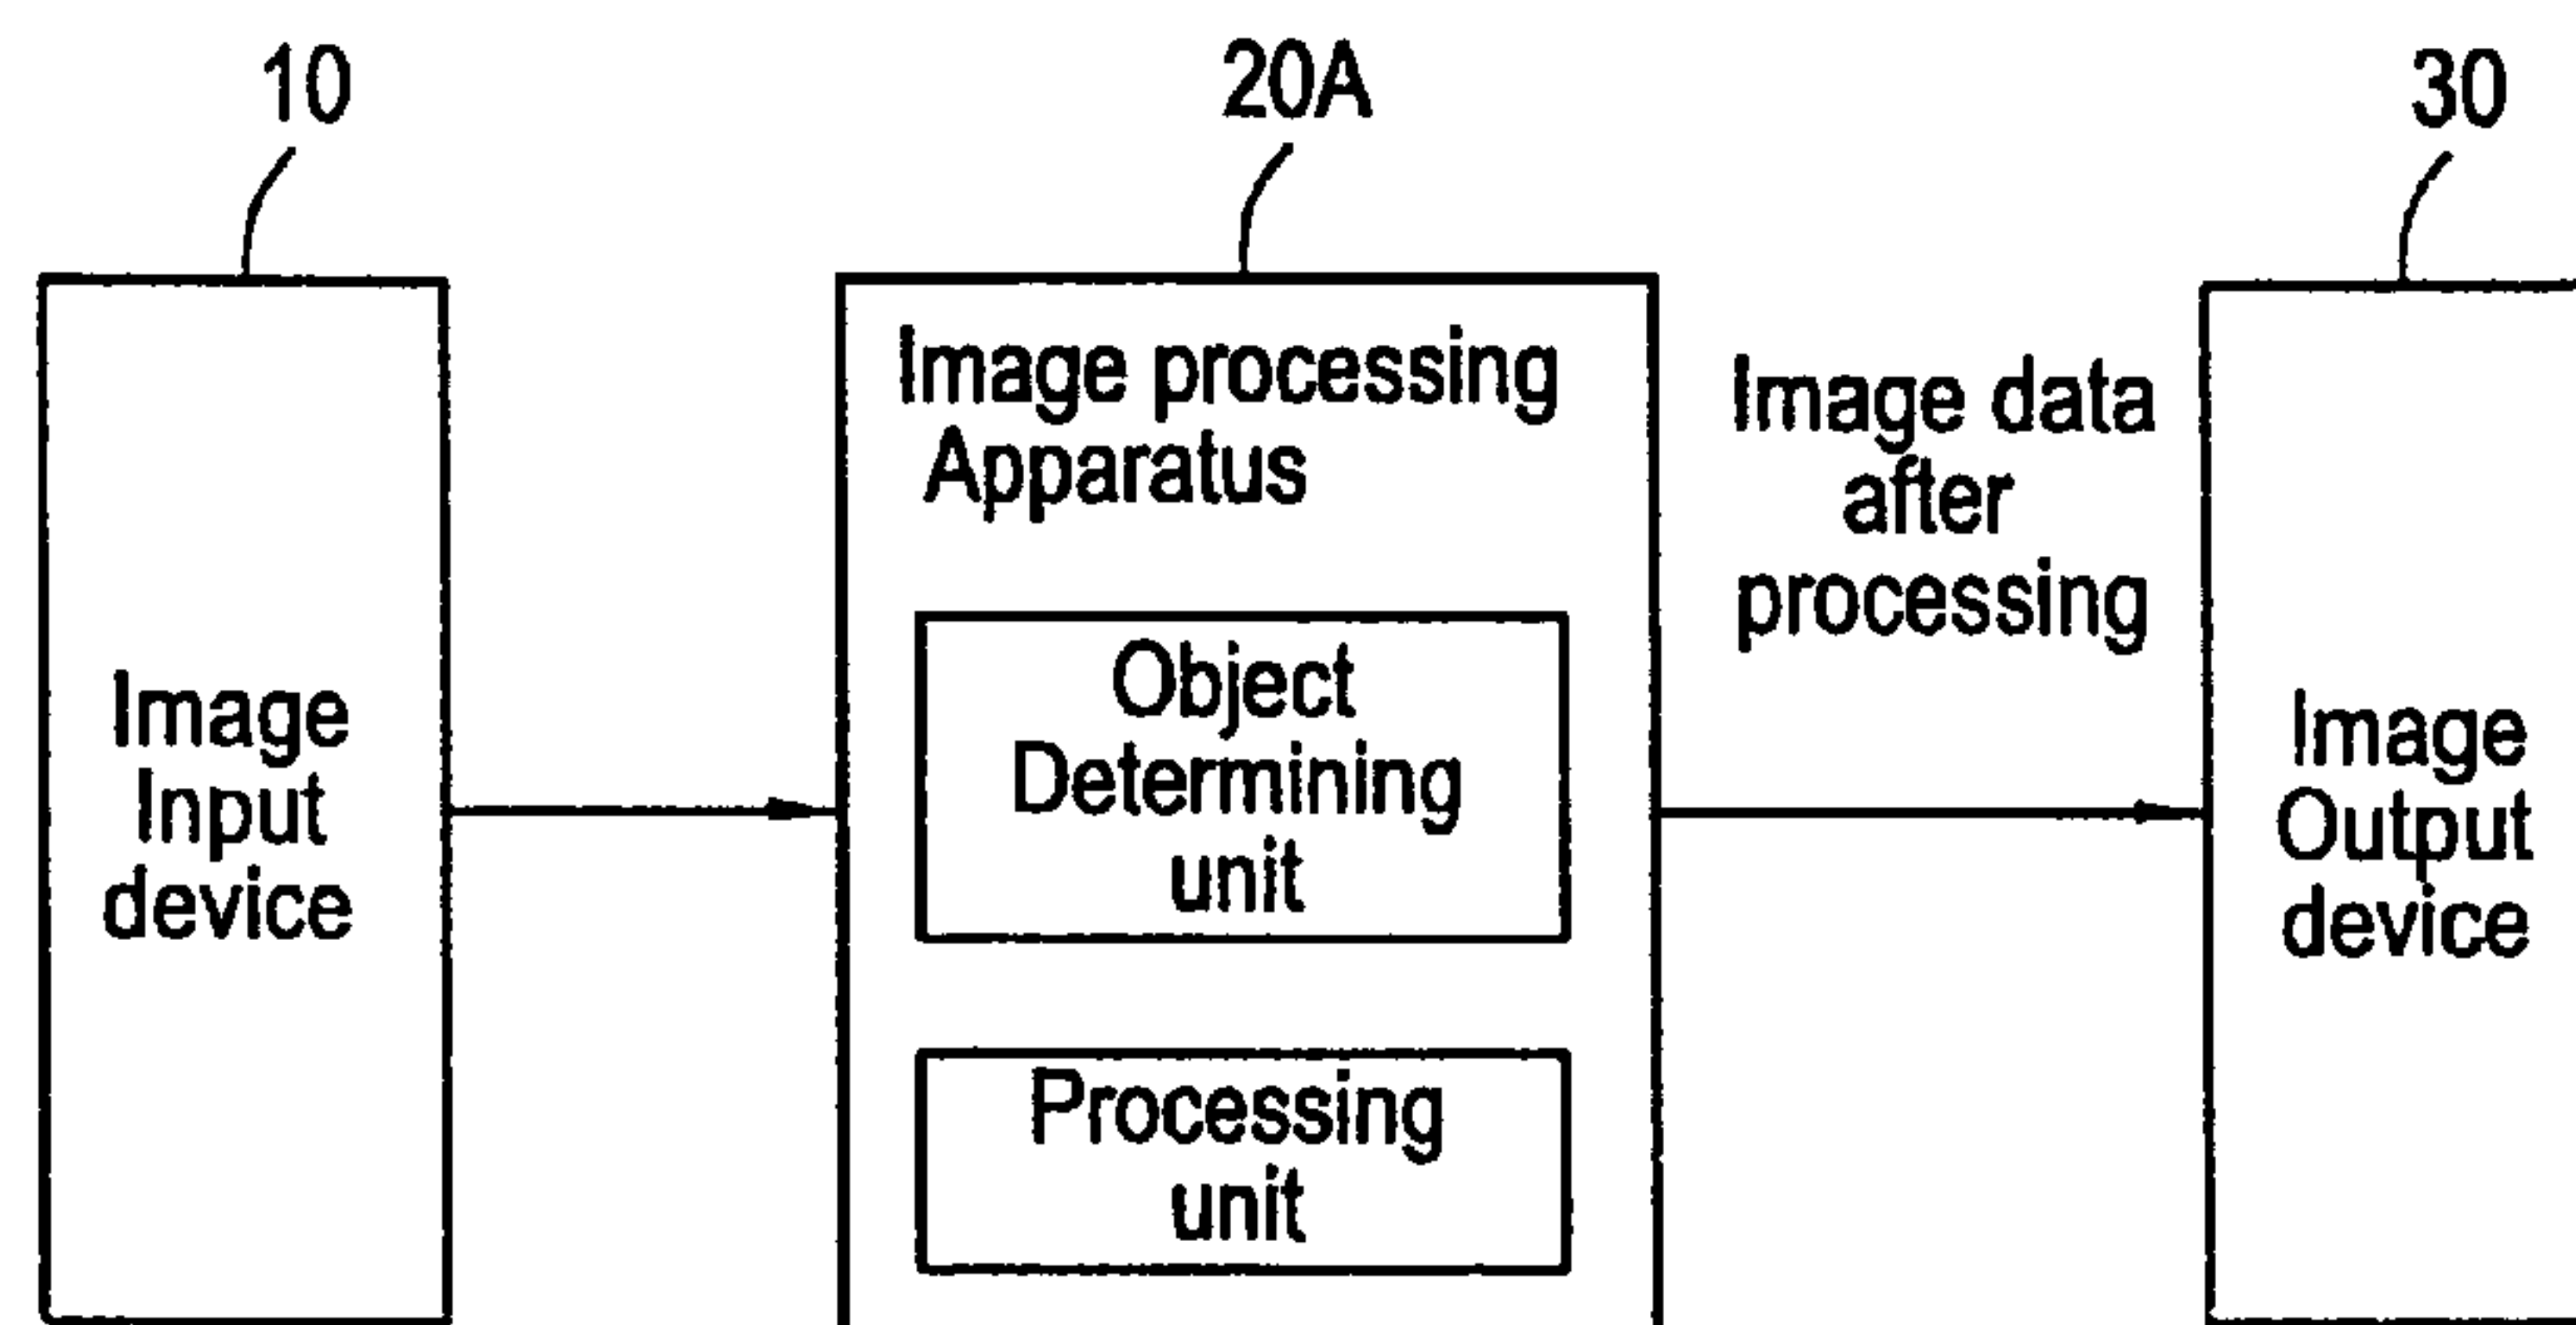 10
20A
30
Image processing
Apparatus
Image data
after
processing
Image
Input
device
Object
Determining
unit
Processing
unit
Image
Output
device